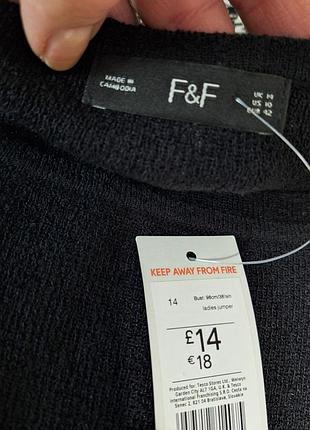 MADE IN
CAMBODIA
F&F
UK 14
US 10
EUR 42
KEEP AWAY FROM FIRE
14
Bust: 96cm/38ins
ladies jumper
£14
€18
Produced for: Tesco Stores Ltd., Welwyn
Garden City AL7 1GA, U.K. & Tesco
International Franchising S.R.O. Cesta na
Senec 2, 821 04 Bratislava, Slovakia